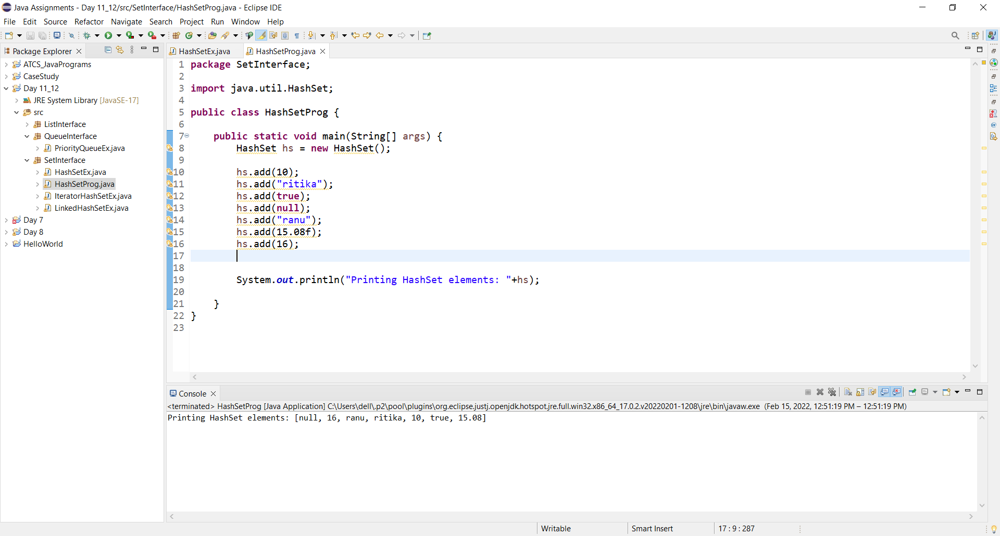 Java Assignments - Day 11_12/src/SetInterface/HashSetProg.java - Eclipse IDE
File Edit Source Refactor Navigate Search Project Run Window Help
Package Explorer
ATCS_JavaPrograms
CaseStudy
Day 11_12
JRE System Library [JavaSE-17]
src
ListInterface
QueueInterface
PriorityQueueEx.java
SetInterface
HashSetEx.java
HashSetProg.java
IteratorHashSetEx.java
LinkedHashSetEx.java
Day 7
Day 8
HelloWorld
HashSetEx.java HashSetProg.java
1 package SetInterface;
2
3 import java.util.HashSet;
4
5 public class HashSetProg {
6
7 public static void main(String[] args) {
8 HashSet hs = new HashSet();
9
10 hs.add(10);
11 hs.add("ritika");
12 hs.add(true);
13 hs.add(null);
14 hs.add("ranu");
15 hs.add(15.08f);
16 hs.add(16);
17
18
19 System.out.println("Printing HashSet elements: "+hs);
20
21 }
22 }
23
Console
<terminated> HashSetProg [Java Application] C:\Users\dell\.p2\pool\plugins\org.eclipse.justj.openjdk.hotspot.jre.full.win32.x86_64_17.0.2.v20220201-1208\jre\bin\javaw.exe (Feb 15, 2022, 12:51:19 PM – 12:51:19 PM)
Printing HashSet elements: [null, 16, ranu, ritika, 10, true, 15.08]
Writable Smart Insert 17 : 9 : 287